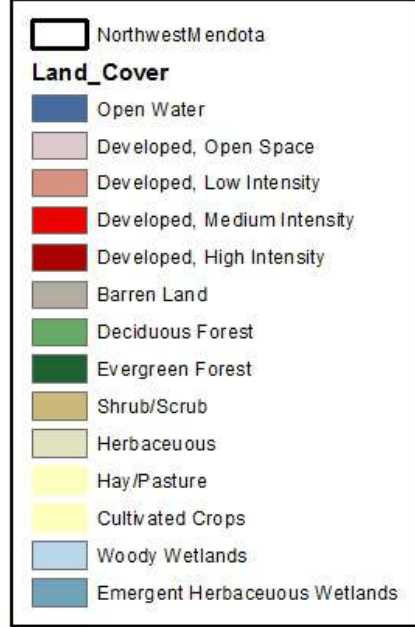 NorthwestMendota
Land_Cover
Open Water
Developed, Open Space
Developed, Low Intensity
Developed, Medium Intensity
Developed, High Intensity
Barren Land
Deciduous Forest
Evergreen Forest
Shrub/Scrub
Herbaceuous
Hay/Pasture
Cultivated Crops
Woody Wetlands
Emergent Herbaceuous Wetlands